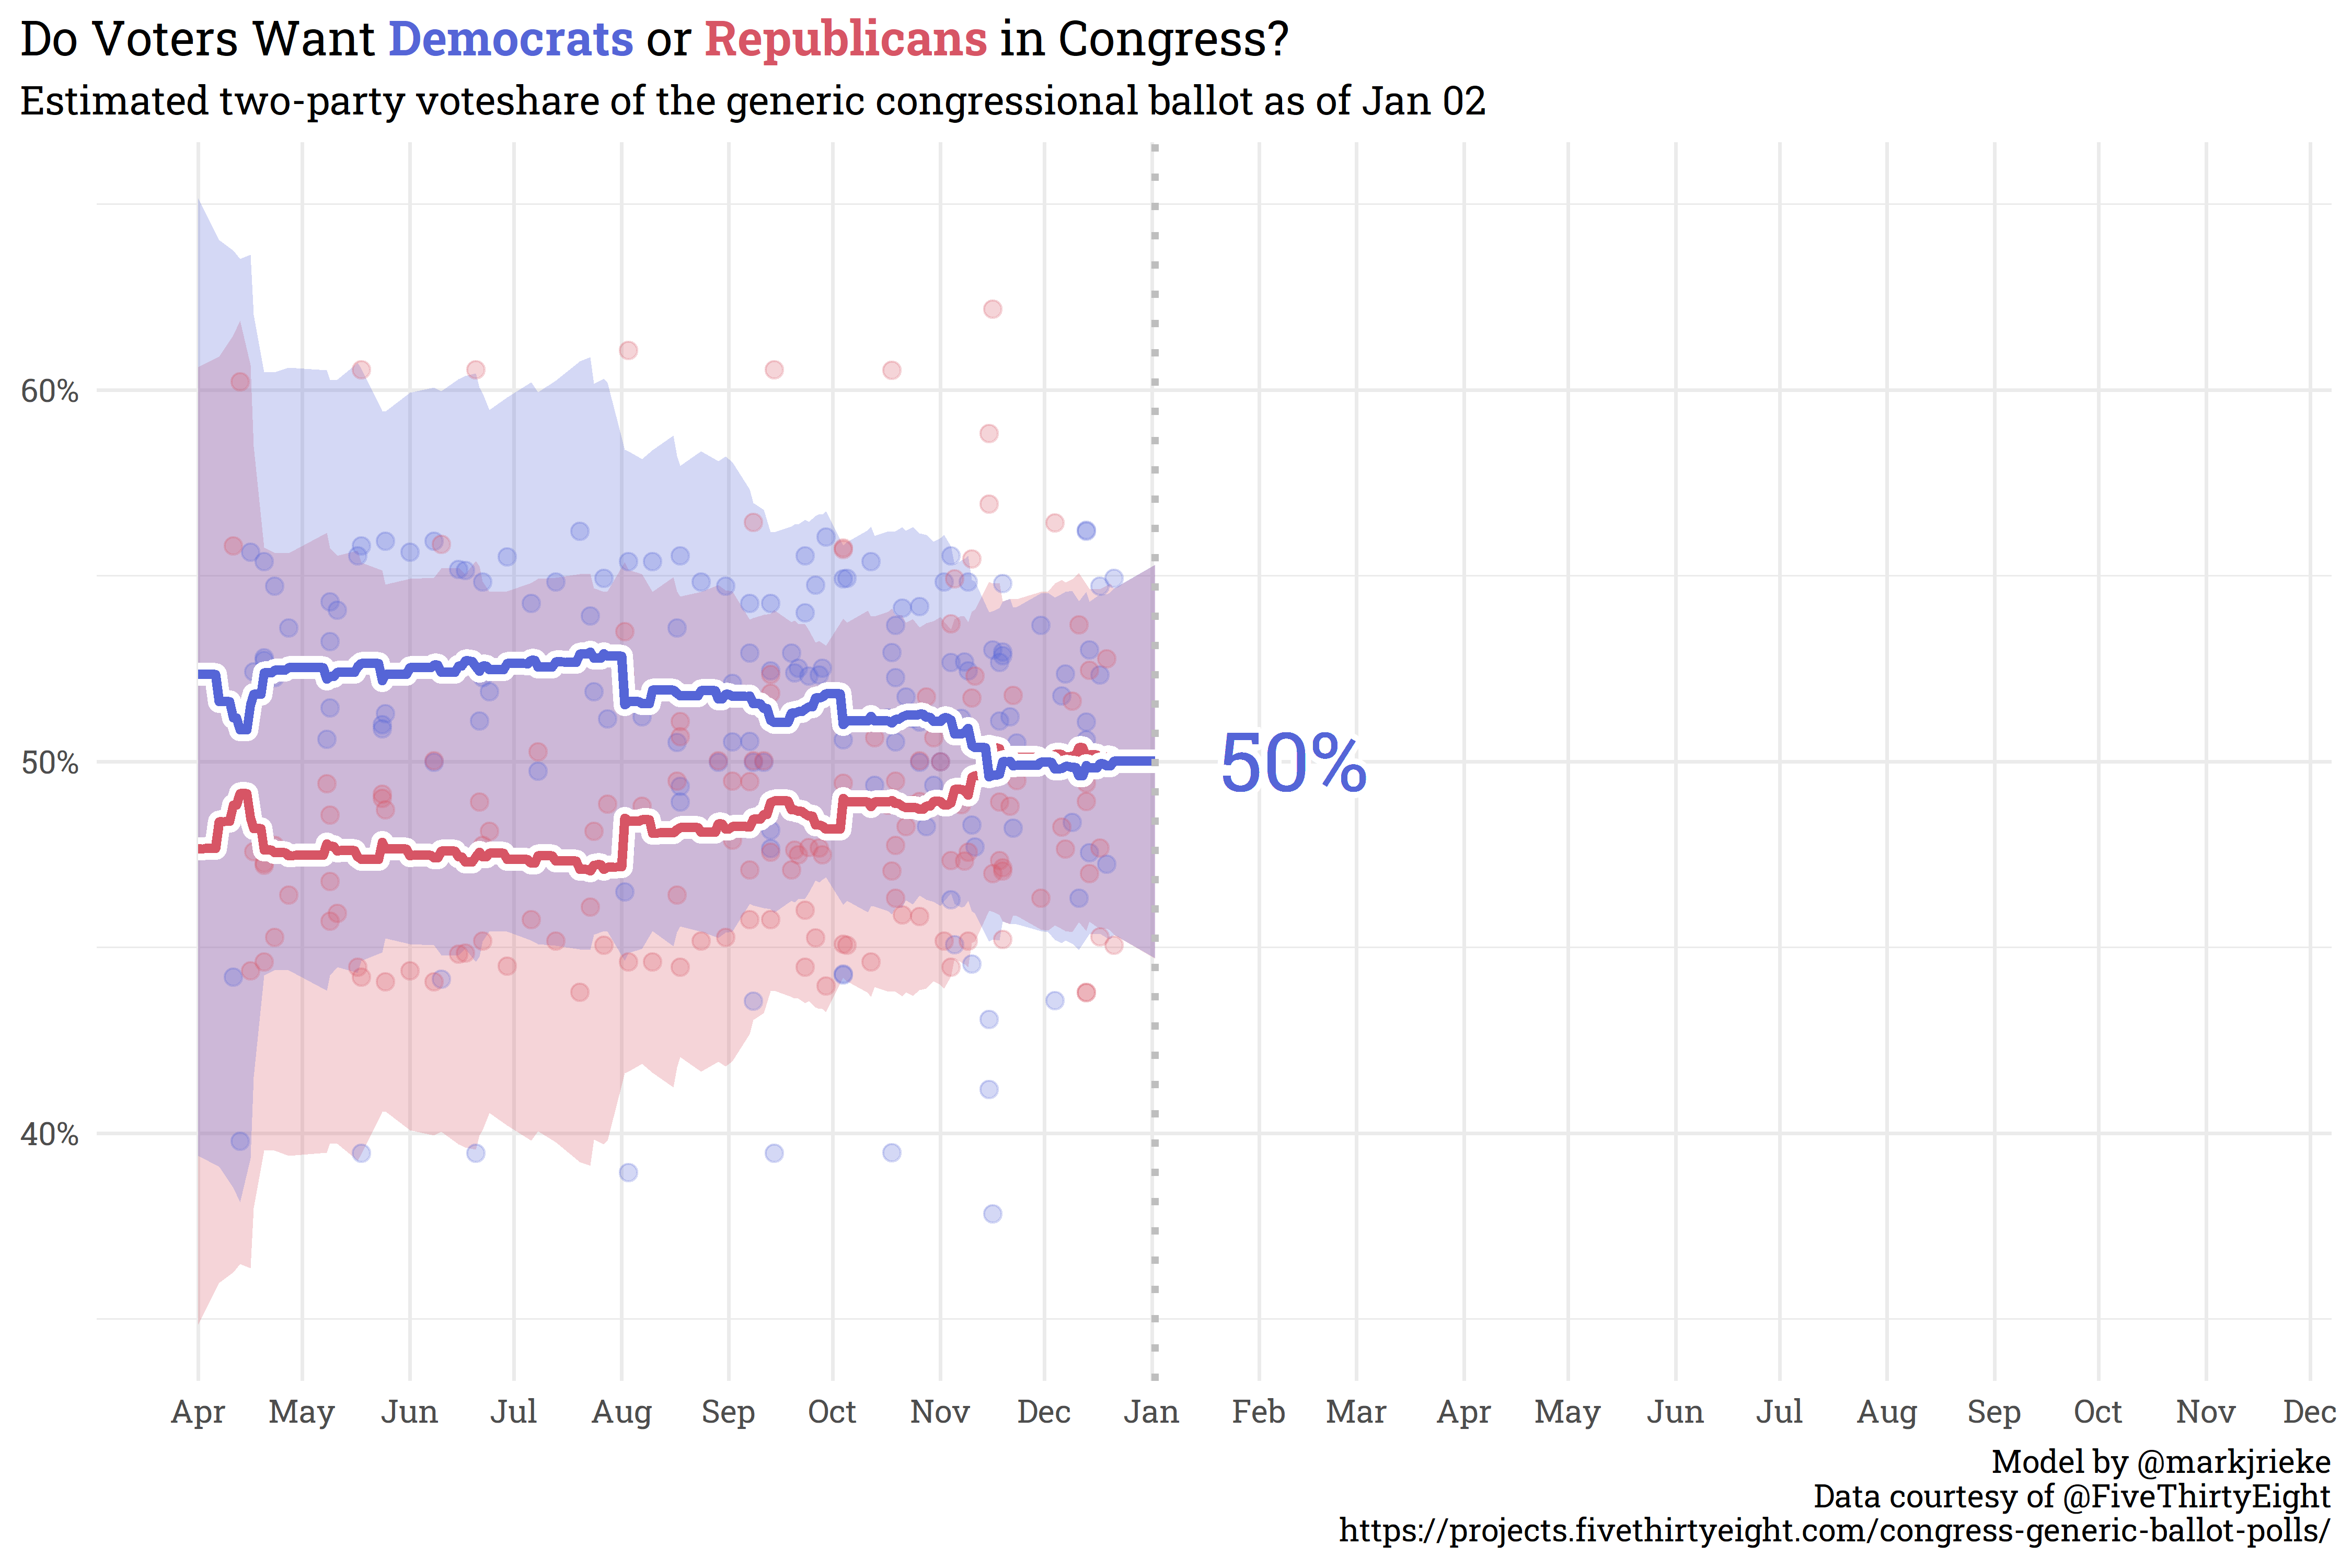 Do Voters Want Democrats or Republicans in Congress?
Estimated two-party voteshare of the generic congressional ballot as of Jan 02
60%
50%
50%
40%
Apr May Jun Jul Aug Sep Oct Nov Dec Jan Feb Mar Apr May Jun Jul Aug Sep Oct Nov Dec
Model by @markjrieke
Data courtesy of @FiveThirtyEight
https://projects.fivethirtyeight.com/congress-generic-ballot-polls/